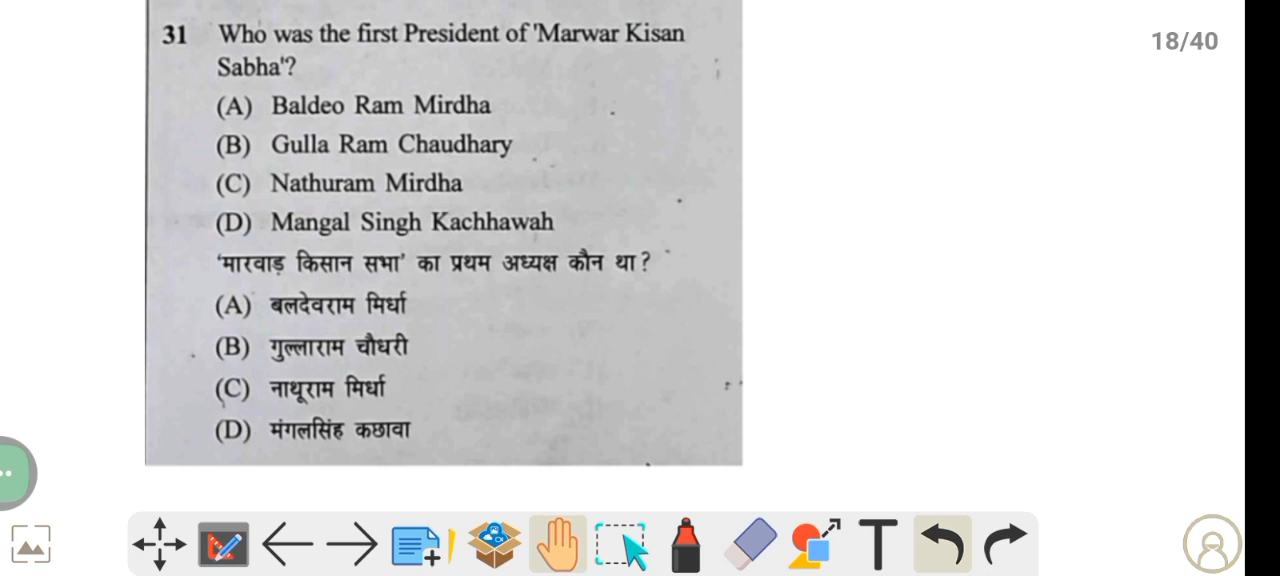 31 Who was the first President of 'Marwar Kisan
Sabha'?
(A) Baldeo Ram Mirdha
(B) Gulla Ram Chaudhary
(C) Nathuram Mirdha
(D) Mangal Singh Kachhawah
'मारवाड़ किसान सभा' का प्रथम अध्यक्ष कौन था?
(A) बलदेवराम मिर्धा
(B) गुल्लाराम चौधरी
(C) नाथूराम मिर्धा
(D) मंगलसिंह कछावा
18/40
T